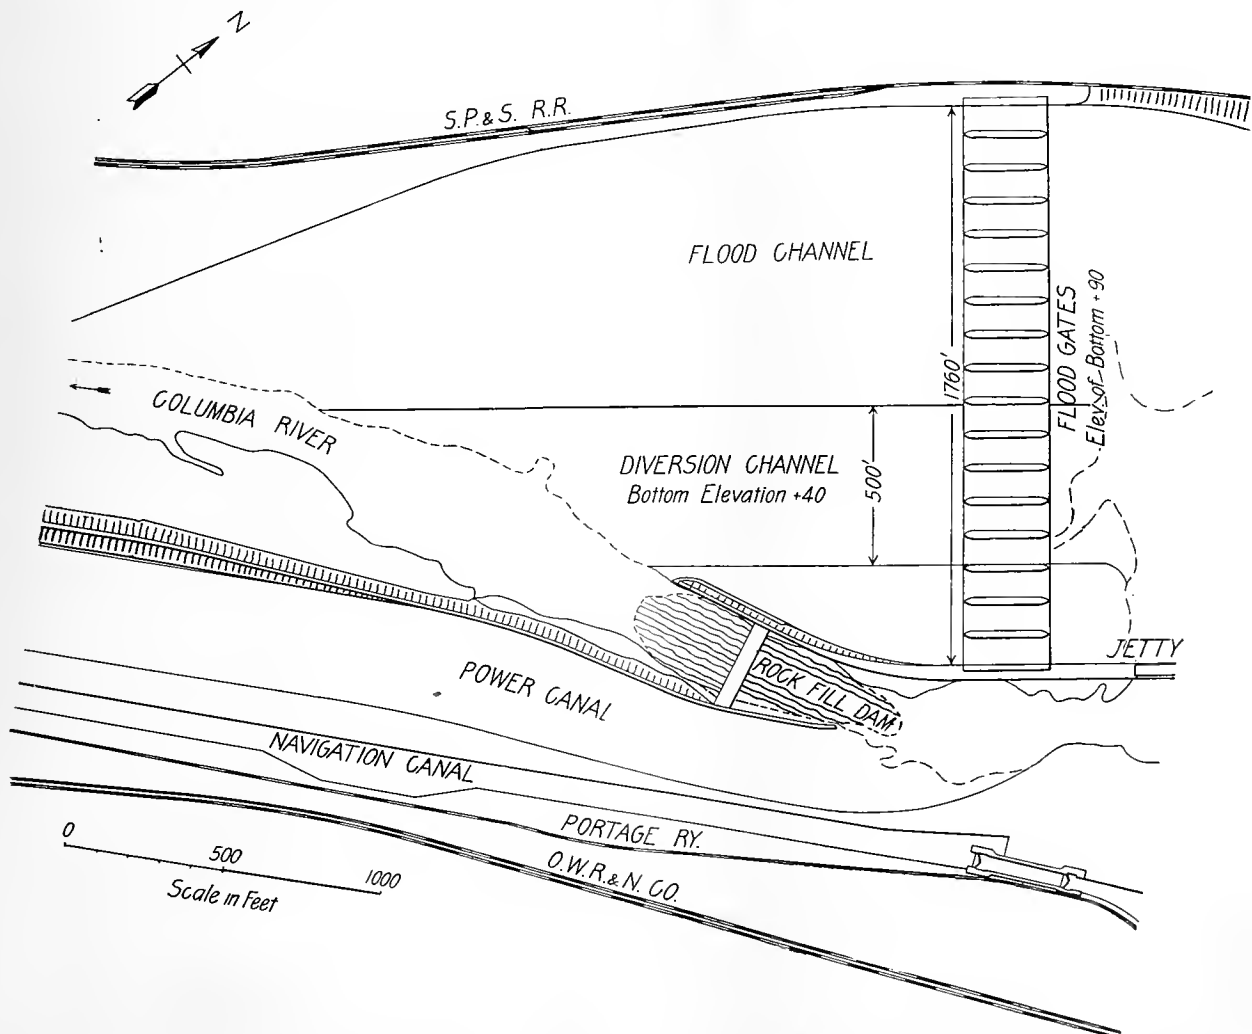 N
S.P. & S. R.R.
FLOOD CHANNEL
1760'
FLOOD GATES
Elev. of Bottom + 90
COLUMBIA RIVER
DIVERSION CHANNEL
Bottom Elevation +40
500'
JETTY
ROCK FILL DAM
POWER CANAL
NAVIGATION CANAL
PORTAGE RY.
O.W.R. & N. CO.
0 500 1000
Scale in Feet